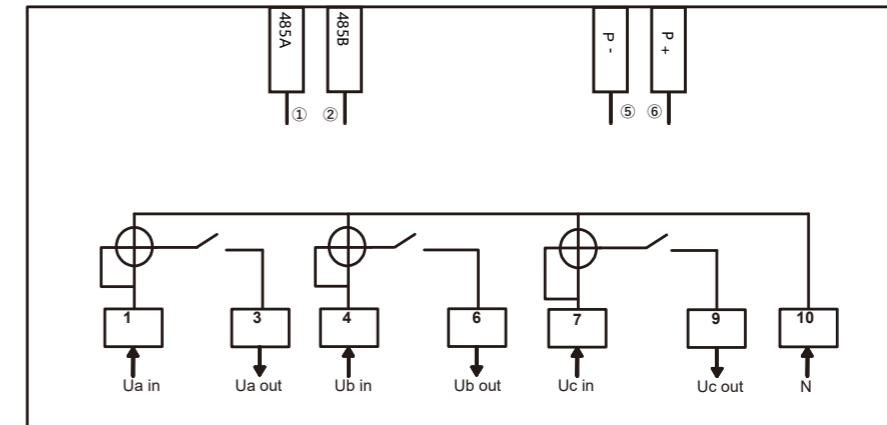 485A
485B
P -
P +
①
②
⑤
⑥
1
3
4
6
7
9
10
Ua in
Ua out
Ub in
Ub out
Uc in
Uc out
N